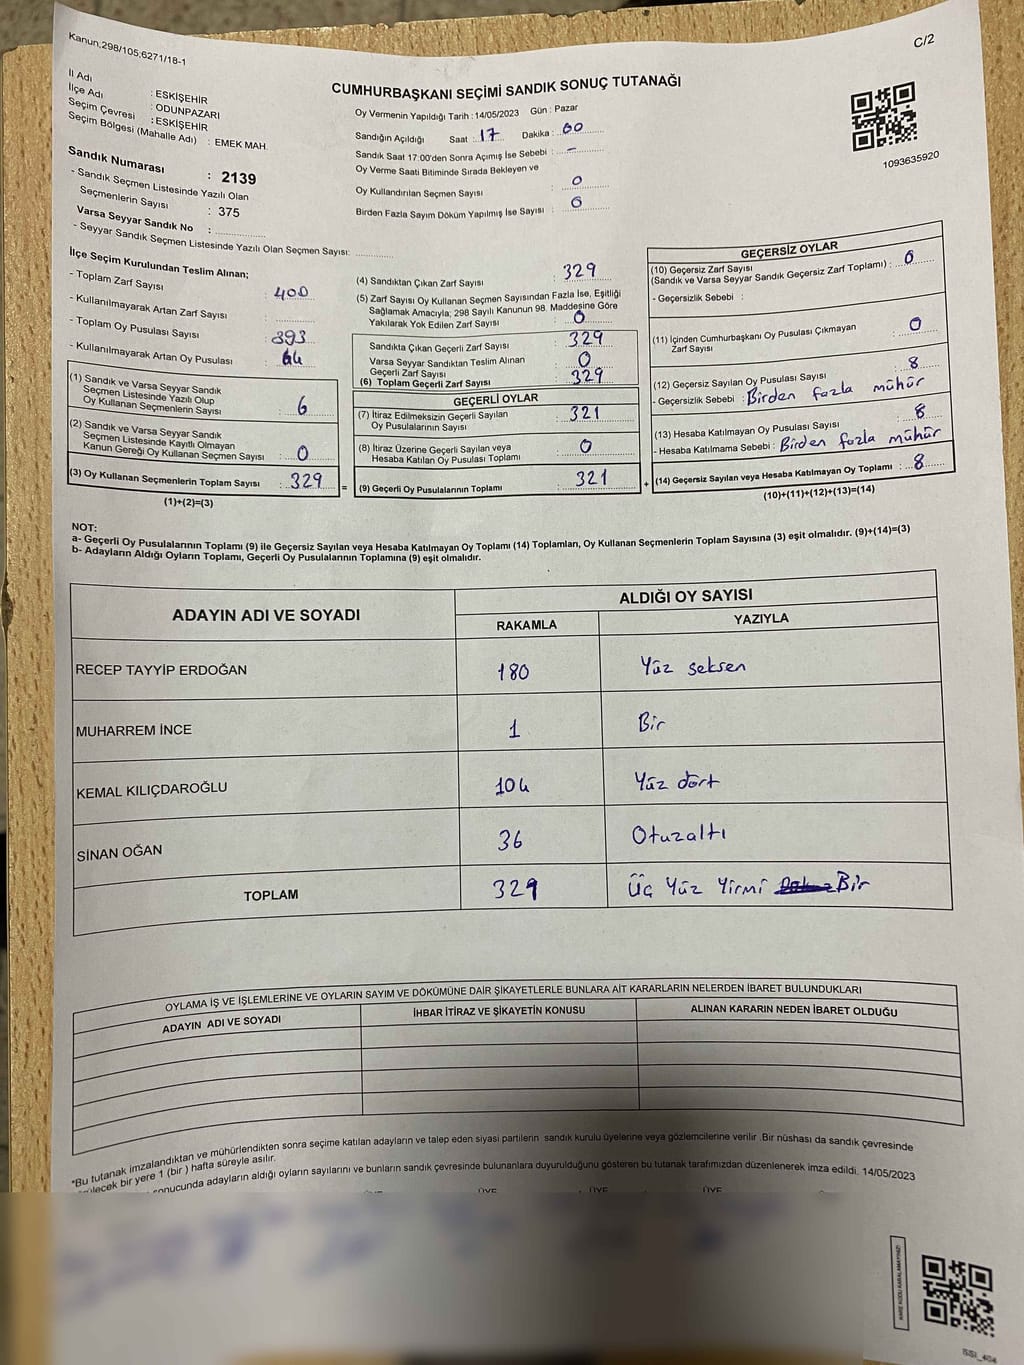 Kanun;298/105;6271/18-1
C/2
İl Adı : ESKİŞEHİR
İlçe Adı : ODUNPAZARI
Seçim Çevresi : ESKİŞEHİR
Seçim Bölgesi (Mahalle Adı) : EMEK MAH.
Sandık Numarası : 2139
- Sandık Seçmen Listesinde Yazılı Olan
Seçmenlerin Sayısı : 375
Varsa Seyyar Sandık No :
- Seyyar Sandık Seçmen Listesinde Yazılı Olan Seçmen Sayısı:
CUMHURBAŞKANI SEÇİMİ SANDIK SONUÇ TUTANAĞI
Oy Vermenin Yapıldığı Tarih : 14/05/2023 Gün : Pazar
Sandığın Açıldığı Saat : 17 Dakika : 00
Sandık Saat 17:00'den Sonra Açımış İse Sebebi : -
Oy Verme Saati Bitiminde Sırada Bekleyen ve
Oy Kullandırılan Seçmen Sayısı : 0
Birden Fazla Sayım Döküm Yapılmış İse Sayısı : 0
1093635920
İlçe Seçim Kurulundan Teslim Alınan;
- Toplam Zarf Sayısı : 400
- Kullanılmayarak Artan Zarf Sayısı :
- Toplam Oy Pusulası Sayısı : 393
- Kullanılmayarak Artan Oy Pusulası : 64
(1) Sandık ve Varsa Seyyar Sandık
Seçmen Listesinde Yazılı Olup
Oy Kullanan Seçmenlerin Sayısı : 6
(2) Sandık ve Varsa Seyyar Sandık
Seçmen Listesinde Kayıtlı Olmayan
Kanun Gereği Oy Kullanan Seçmen Sayısı : 0
(3) Oy Kullanan Seçmenlerin Toplam Sayısı : 329
(1)+(2)=(3)
(4) Sandıktan Çıkan Zarf Sayısı : 329
(5) Zarf Sayısı Oy Kullanan Seçmen Sayısından Fazla İse, Eşitliği
Sağlamak Amacıyla; 298 Sayılı Kanunun 98. Maddesine Göre
Yakılarak Yok Edilen Zarf Sayısı : 0
Sandıkta Çıkan Geçerli Zarf Sayısı : 329
Varsa Seyyar Sandıktan Teslim Alınan
Geçerli Zarf Sayısı : 0
(6) Toplam Geçerli Zarf Sayısı : 329
GEÇERLİ OYLAR
(7) İtiraz Edilmeksizin Geçerli Sayılan
Oy Pusulalarının Sayısı : 321
(8) İtiraz Üzerine Geçerli Sayılan veya
Hesaba Katılan Oy Pusulası Toplamı : 0
= (9) Geçerli Oy Pusulalarının Toplamı : 321 +
GEÇERSİZ OYLAR
(10) Geçersiz Zarf Sayısı
(Sandık ve Varsa Seyyar Sandık Geçersiz Zarf Toplamı) : 0
- Geçersizlik Sebebi :
(11) İçinden Cumhurbaşkanı Oy Pusulası Çıkmayan
Zarf Sayısı : 0
(12) Geçersiz Sayılan Oy Pusulası Sayısı : 8
- Geçersizlik Sebebi : Birden fazla mühür
(13) Hesaba Katılmayan Oy Pusulası Sayısı : 8
- Hesaba Katılmama Sebebi : Birden fazla mühür
(14) Geçersiz Sayılan veya Hesaba Katılmayan Oy Toplamı : 8
(10)+(11)+(12)+(13)=(14)
NOT:
a- Geçerli Oy Pusulalarının Toplamı (9) ile Geçersiz Sayılan veya Hesaba Katılmayan Oy Toplamı (14) Toplamları, Oy Kullanan Seçmenlerin Toplam Sayısına (3) eşit olmalıdır. (9)+(14)=(3)
b- Adayların Aldığı Oyların Toplamı, Geçerli Oy Pusulalarının Toplamına (9) eşit olmalıdır.
ADAYIN ADI VE SOYADI ALDIĞI OY SAYISI
RAKAMLA YAZIYLA
RECEP TAYYİP ERDOĞAN 180 Yüz seksen
MUHARREM İNCE 1 Bir
KEMAL KILIÇDAROĞLU 104 Yüz dört
SİNAN OĞAN 36 Otuzaltı
TOPLAM 329 Üç Yüz Yirmi Bir
OYLAMA İŞ VE İŞLEMLERİNE VE OYLARIN SAYIM VE DÖKÜMÜNE DAİR ŞİKAYETLERLE BUNLARA AİT KARARLARIN NELERDEN İBARET BULUNDUKLARI
ADAYIN ADI VE SOYADI İHBAR İTİRAZ VE ŞİKAYETİN KONUSU ALINAN KARARIN NEDEN İBARET OLDUĞU
*Bu tutanak imzalandıktan ve mühürlendikten sonra seçime katılan adayların ve talep eden siyasi partilerin sandık kurulu üyelerine veya gözlemcilerine verilir .Bir nüshası da sandık çevresinde
bir yere 1 (bir ) hafta süreyle asılır.
sonucunda adayların aldığı oyların sayılarını ve bunların sandık çevresinde bulunanlara duyurulduğunu gösteren bu tutanak tarafımızdan düzenlenerek imza edildi. 14/05/2023
ÜYE ÜYE ÜYE
KARE KODU KARALAMAYINIZ!